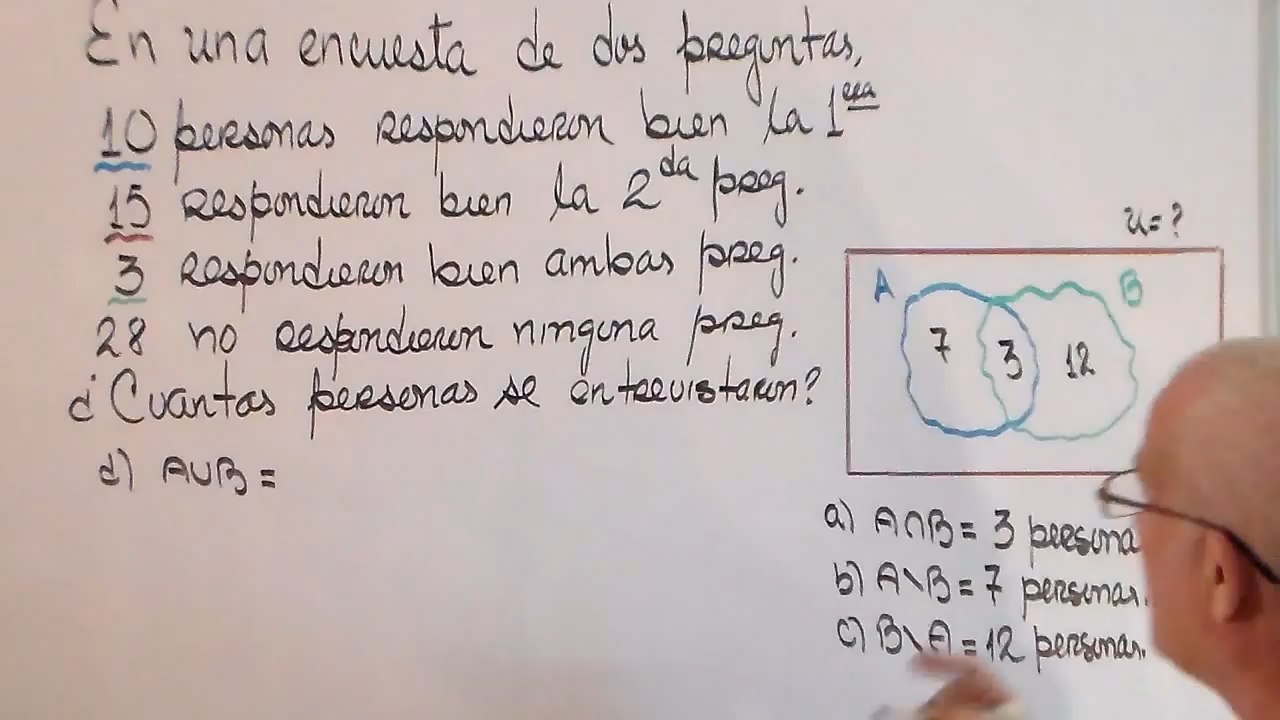 En una encuesta de dos preguntas,
10 personas respondieron bien la 1era
15 respondieron bien la 2da preg.
3 respondieron bien ambas preg.
28 no respondieron ninguna preg.
¿Cuantas personas se entrevistaron?
d) A∪B =
U=?
A B
7 3 12
a) A∩B = 3 persona
b) A\B = 7 personas.
c) B\A = 12 personas.